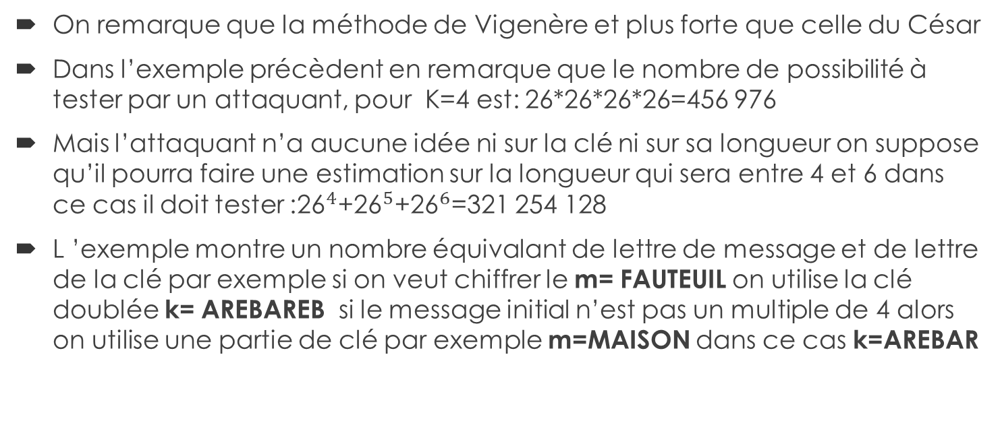 On remarque que la méthode de Vigenère et plus forte que celle du César
Dans l’exemple précèdent en remarque que le nombre de possibilité à
tester par un attaquant, pour K=4 est: 26*26*26*26=456 976
Mais l’attaquant n’a aucune idée ni sur la clé ni sur sa longueur on suppose
qu’il pourra faire une estimation sur la longueur qui sera entre 4 et 6 dans
ce cas il doit tester :26⁴+26⁵+26⁶=321 254 128
L ’exemple montre un nombre équivalant de lettre de message et de lettre
de la clé par exemple si on veut chiffrer le m= FAUTEUIL on utilise la clé
doublée k= AREBAREB si le message initial n’est pas un multiple de 4 alors
on utilise une partie de clé par exemple m=MAISON dans ce cas k=AREBAR